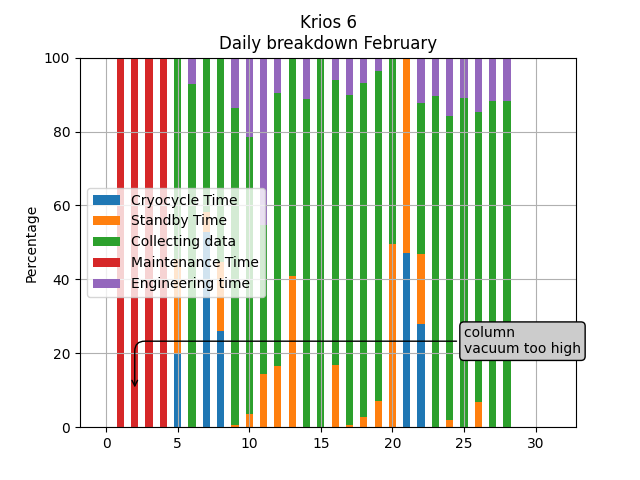 Krios 6
Daily breakdown February
100
80
60
40
20
0
Percentage
Cryocycle Time
Standby Time
Collecting data
Maintenance Time
Engineering time
column
vacuum too high
0
5
10
15
20
25
30